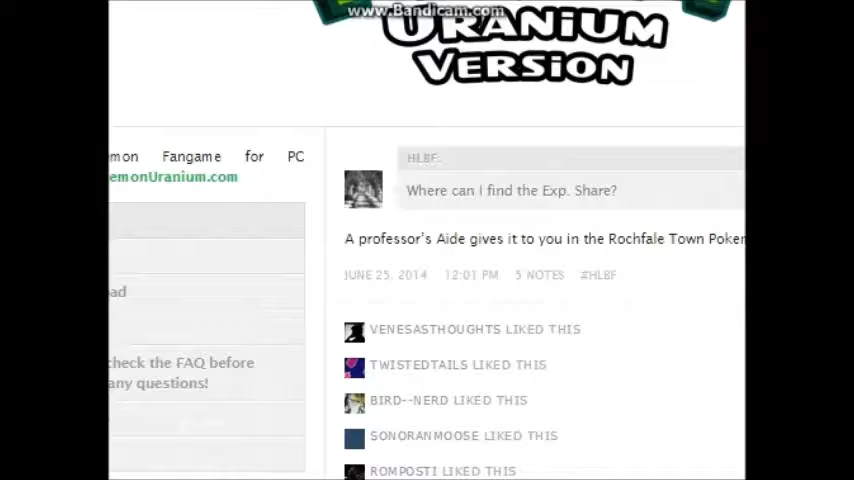 www.Bandicam.com
URANIUM
VERSION
mon Fangame for PC
emonUranium.com
ad
check the FAQ before
any questions!
HLBF:
Where can I find the Exp. Share?
A professor's Aide gives it to you in the Rochfale Town Poker
JUNE 25, 2014 12:01 PM 5 NOTES #HLBF
VENESASTHOUGHTS LIKED THIS
TWISTEDTAILS LIKED THIS
BIRD--NERD LIKED THIS
SONORANMOOSE LIKED THIS
ROMPOSTI LIKED THIS